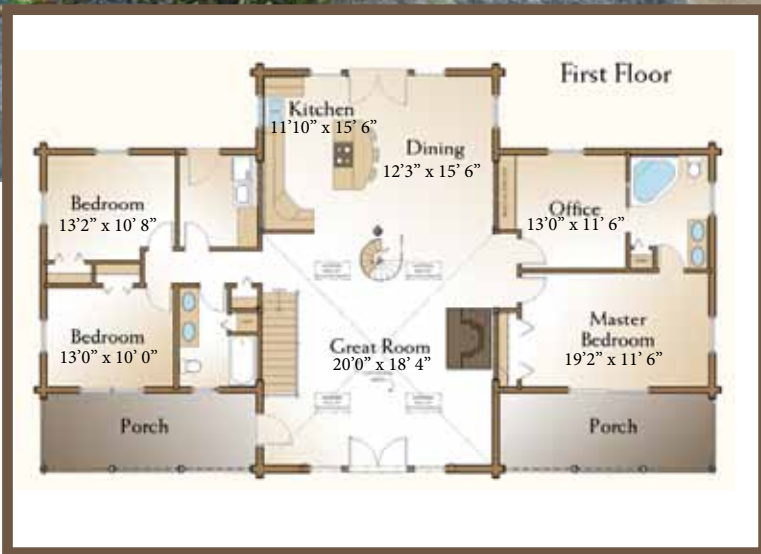 First Floor
Kitchen
11’10” x 15’ 6”
Dining
12’3” x 15’ 6”
Bedroom
13’2” x 10’ 8”
Office
13’0” x 11’ 6”
Bedroom
13’0” x 10’ 0”
Great Room
20’0” x 18’ 4”
Master
Bedroom
19’2” x 11’ 6”
Porch
Porch